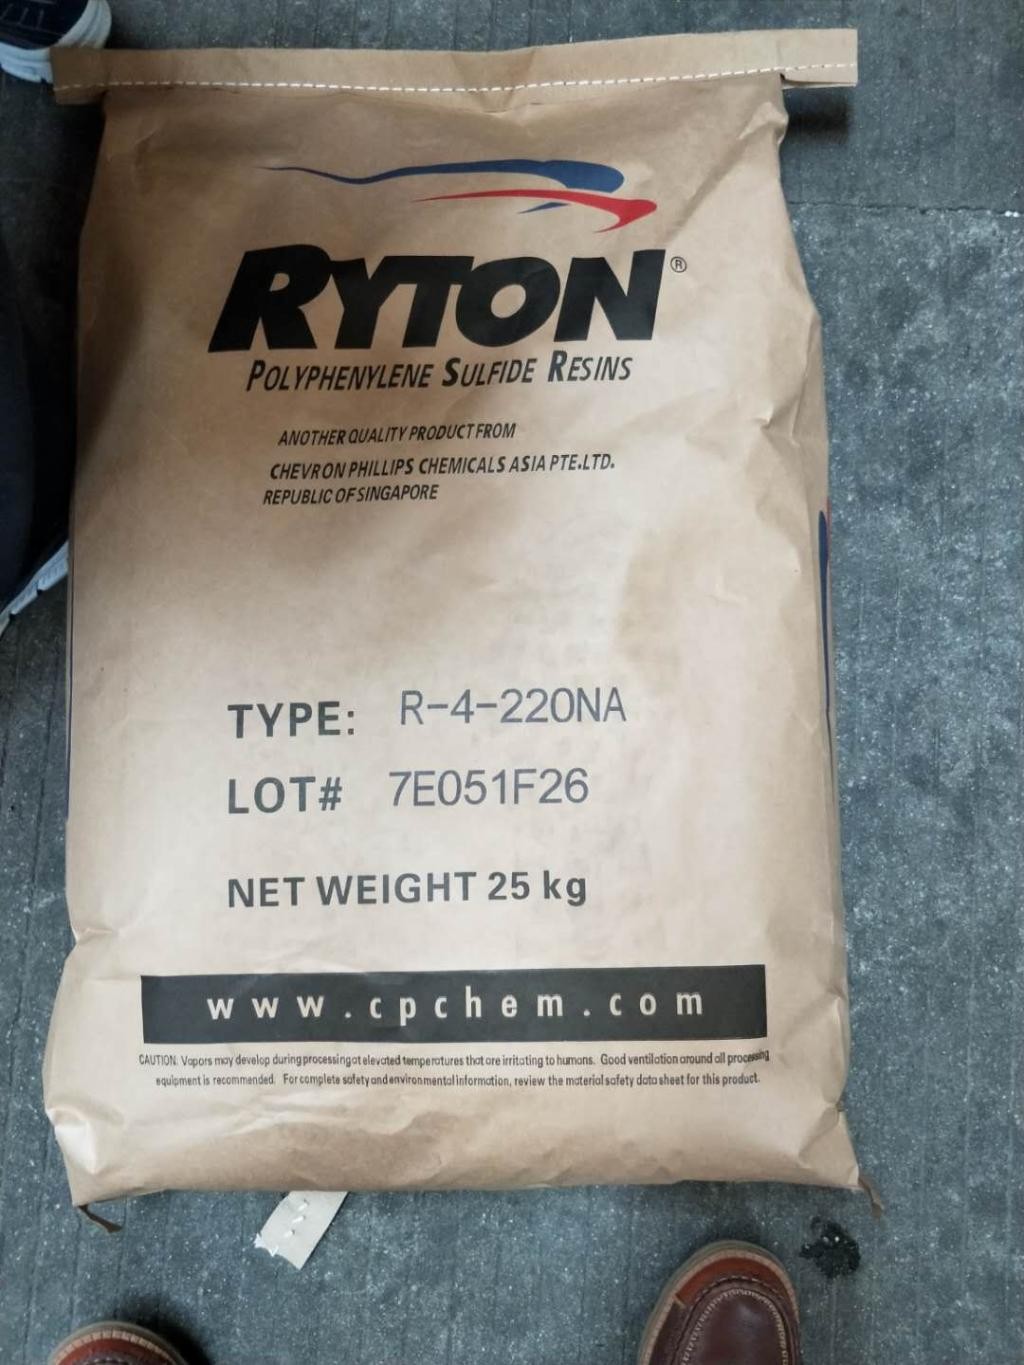 RYTON®
POLYPHENYLENE SULFIDE RESINS
ANOTHER QUALITY PRODUCT FROM
CHEVRON PHILLIPS CHEMICALS ASIA PTE.LTD.
REPUBLIC OF SINGAPORE
TYPE: R-4-220NA
LOT# 7E051F26
NET WEIGHT 25 kg
www.cpchem.com
CAUTION: Vapors may develop during processing at elevated temperatures that are irritating to humans. Good ventilation around all processing
equipment is recommended. For complete safety and environmental information, review the material safety data sheet for this product.